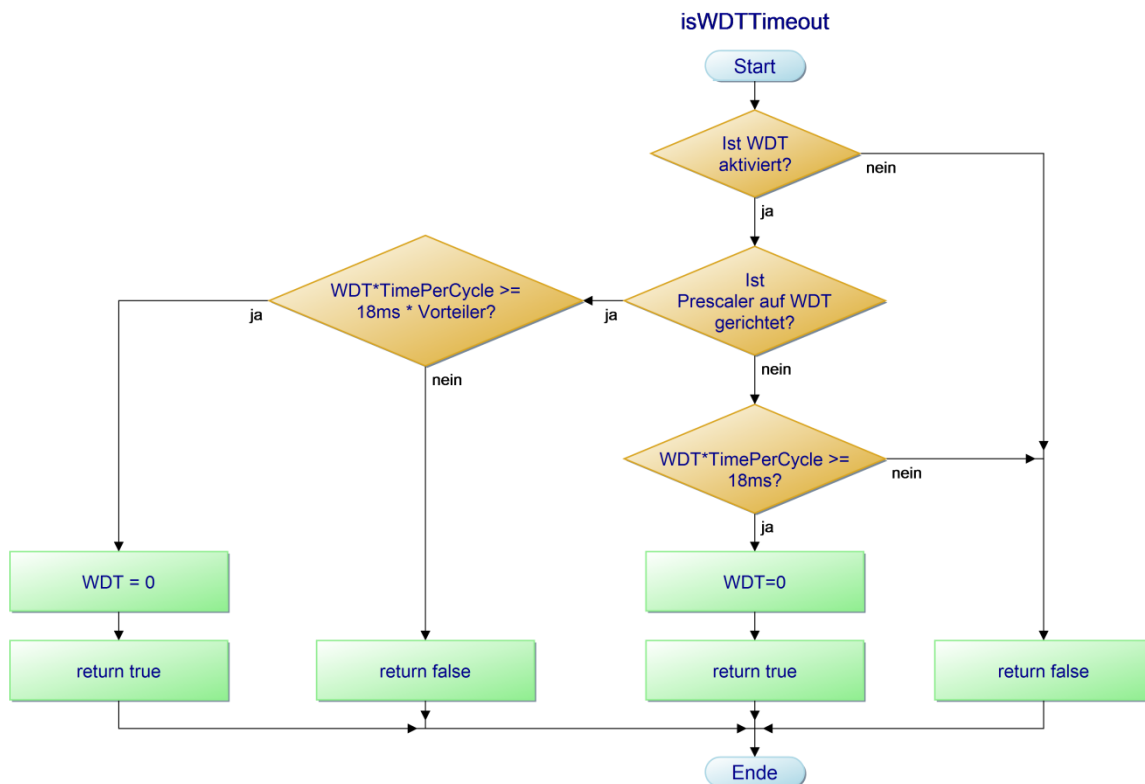 isWDTTimeout
Start
Ist WDT
aktiviert?
nein
ja
Ist
Prescaler auf WDT
gerichtet?
ja
nein
WDT*TimePerCycle >=
18ms * Vorteiler?
ja
nein
WDT*TimePerCycle >=
18ms?
nein
ja
WDT = 0
WDT=0
return true
return false
return true
return false
Ende